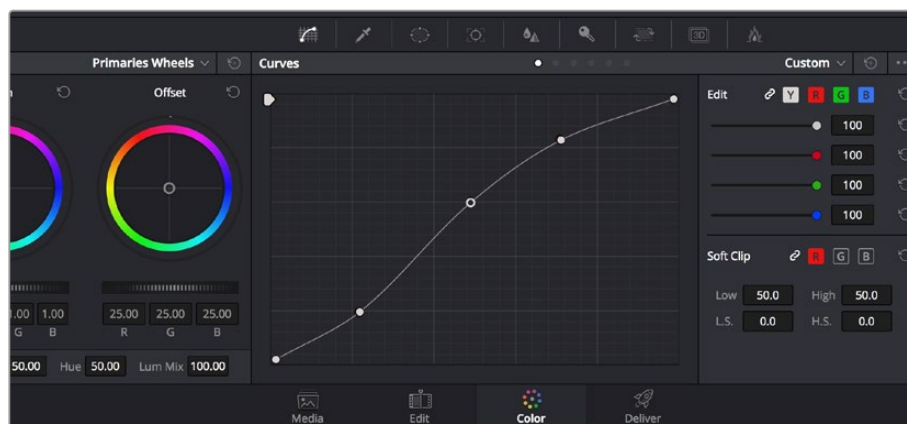 3D
Primaries Wheels
Curves
Custom
Offset
Edit Y R G B
100
100
100
100
Soft Clip R G B
1.00 25.00 25.00 25.00
G B R G B
Low 50.0 High 50.0
L.S. 0.0 H.S. 0.0
50.00 Hue 50.00 Lum Mix 100.00
Media Edit Color Deliver